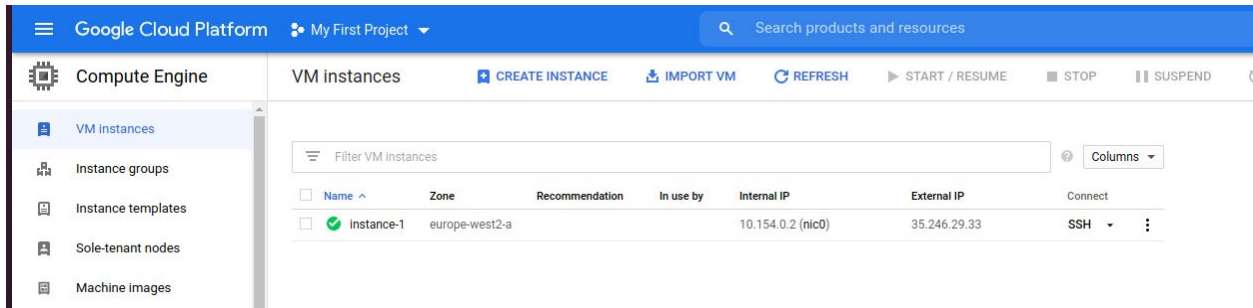 Google Cloud Platform My First Project Search products and resources
Compute Engine VM instances CREATE INSTANCE IMPORT VM REFRESH START / RESUME STOP SUSPEND
VM instances
Instance groups
Instance templates
Sole-tenant nodes
Machine images
Filter VM instances Columns
Name Zone Recommendation In use by Internal IP External IP Connect
instance-1 europe-west2-a 10.154.0.2 (nic0) 35.246.29.33 SSH